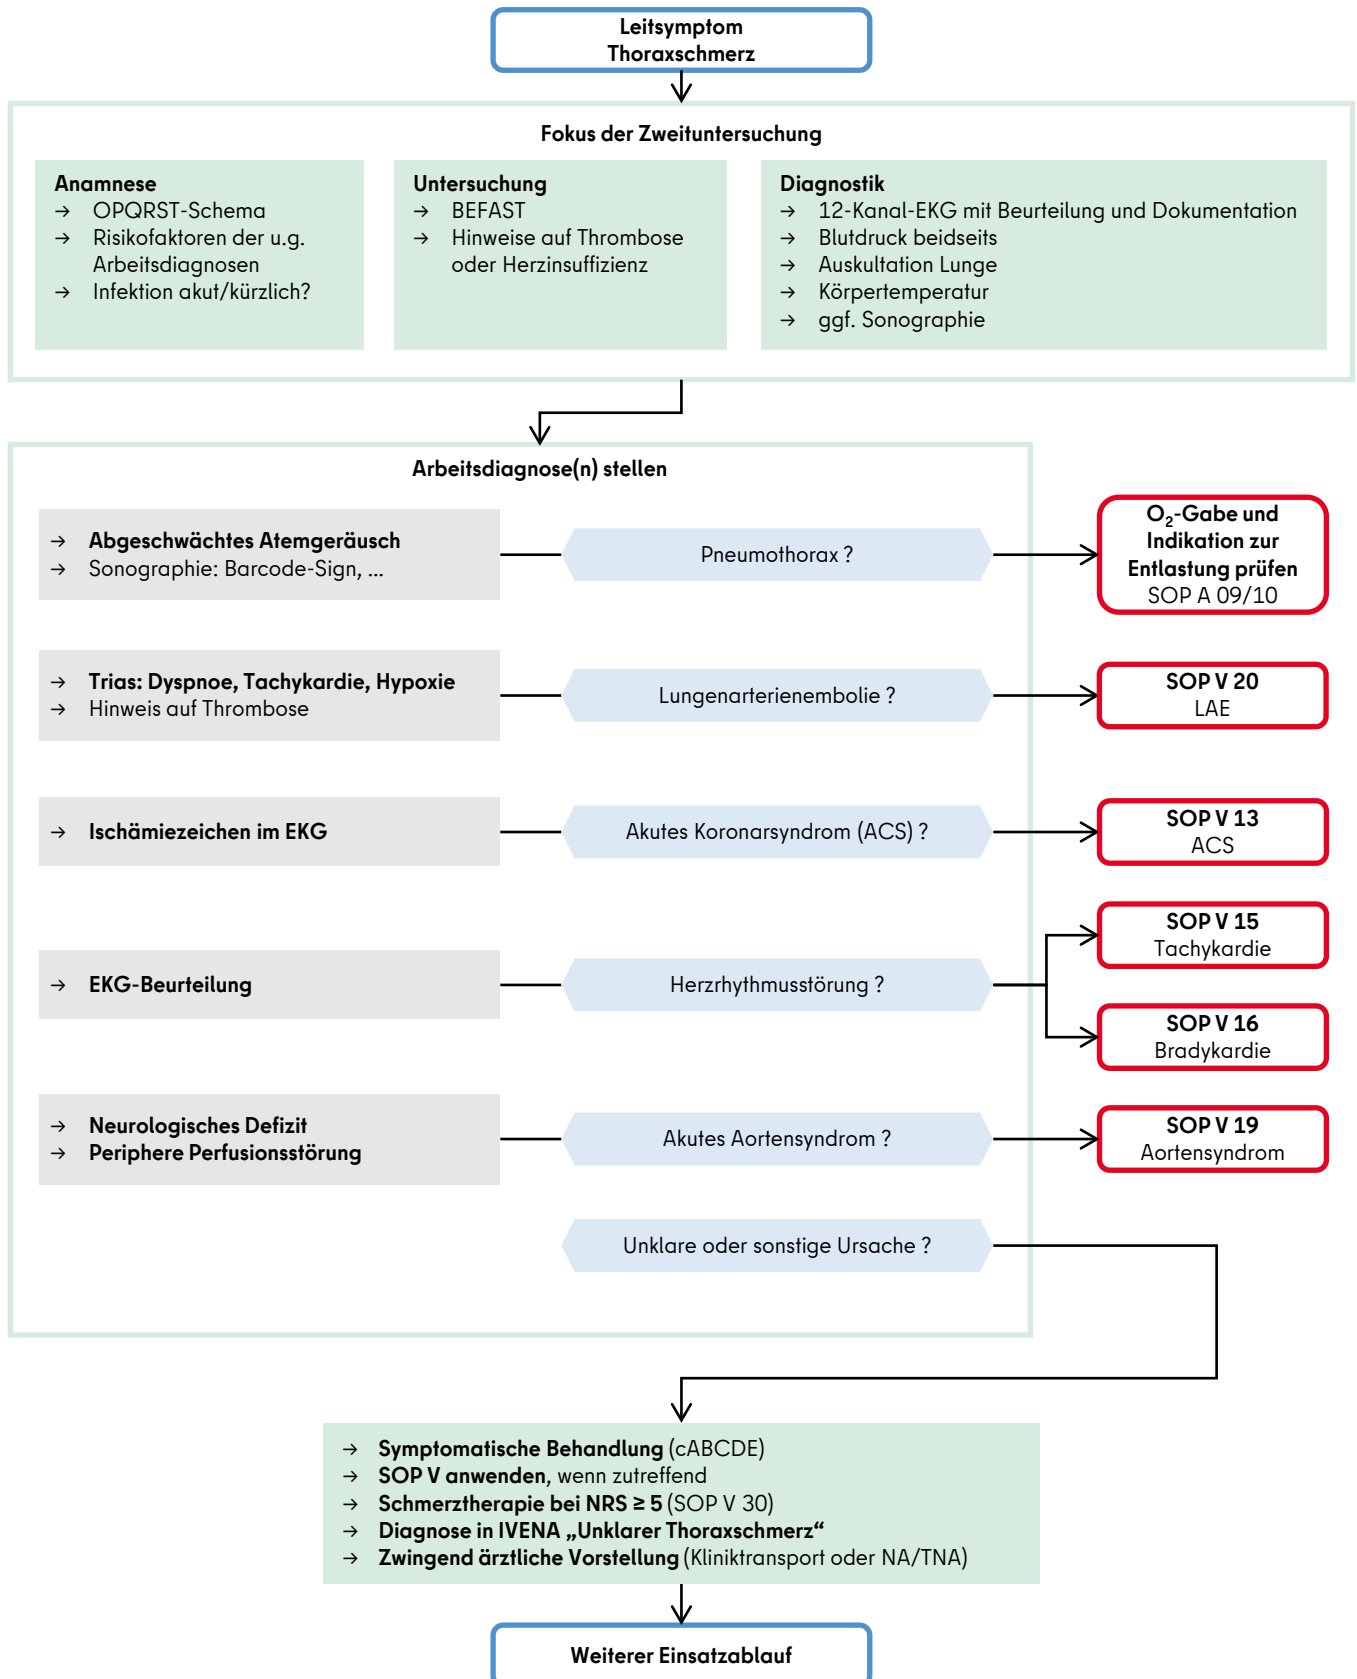 Leitsymptom
Thoraxschmerz
Fokus der Zweituntersuchung
Anamnese
→ OPQRST-Schema
→ Risikofaktoren der u.g.
Arbeitsdiagnosen
→ Infektion akut/kürzlich?
Untersuchung
→ BEFAST
→ Hinweise auf Thrombose
oder Herzinsuffizienz
Diagnostik
→ 12-Kanal-EKG mit Beurteilung und Dokumentation
→ Blutdruck beidseits
→ Auskultation Lunge
→ Körpertemperatur
→ ggf. Sonographie
Arbeitsdiagnose(n) stellen
→ Abgeschwächtes Atemgeräusch
→ Sonographie: Barcode-Sign, ...
Pneumothorax ?
O₂-Gabe und
Indikation zur
Entlastung prüfen
SOP A 09/10
→ Trias: Dyspnoe, Tachykardie, Hypoxie
→ Hinweis auf Thrombose
Lungenarterienembolie ?
SOP V 20
LAE
→ Ischämiezeichen im EKG
Akutes Koronarsyndrom (ACS) ?
SOP V 13
ACS
→ EKG-Beurteilung
Herzrhythmusstörung ?
SOP V 15
Tachykardie
SOP V 16
Bradykardie
→ Neurologisches Defizit
→ Periphere Perfusionsstörung
Akutes Aortensyndrom ?
SOP V 19
Aortensyndrom
Unklare oder sonstige Ursache ?
→ Symptomatische Behandlung (cABCDE)
→ SOP V anwenden, wenn zutreffend
→ Schmerztherapie bei NRS ≥ 5 (SOP V 30)
→ Diagnose in IVENA „Unklarer Thoraxschmerz“
→ Zwingend ärztliche Vorstellung (Kliniktransport oder NA/TNA)
Weiterer Einsatzablauf